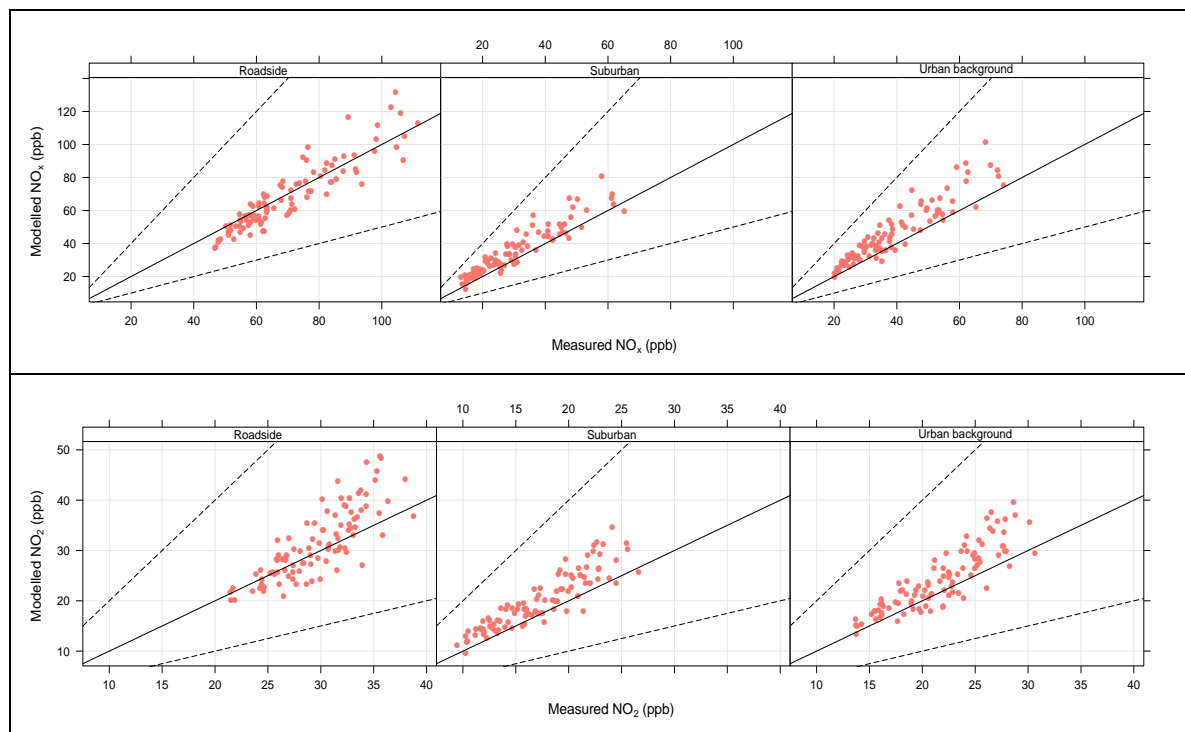 20 40 60 80 100
Roadside Suburban Urban background
120
100
80
60
40
20
Modelled NOx (ppb)
20 40 60 80 100 20 40 60 80 100
Measured NOx (ppb)
10 15 20 25 30 35 40
Roadside Suburban Urban background
50
40
30
20
10
Modelled NO2 (ppb)
10 15 20 25 30 35 40 10 15 20 25 30 35 40
Measured NO2 (ppb)